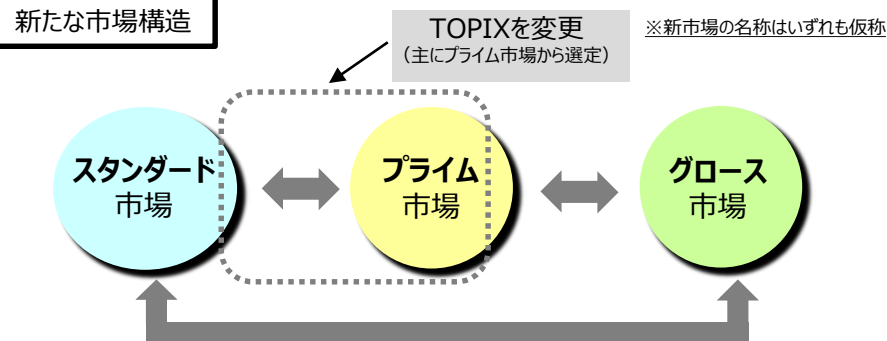 新たな市場構造
TOPIXを変更
（主にプライム市場から選定）
※新市場の名称はいずれも仮称
スタンダード
市場
プライム
市場
グロース
市場